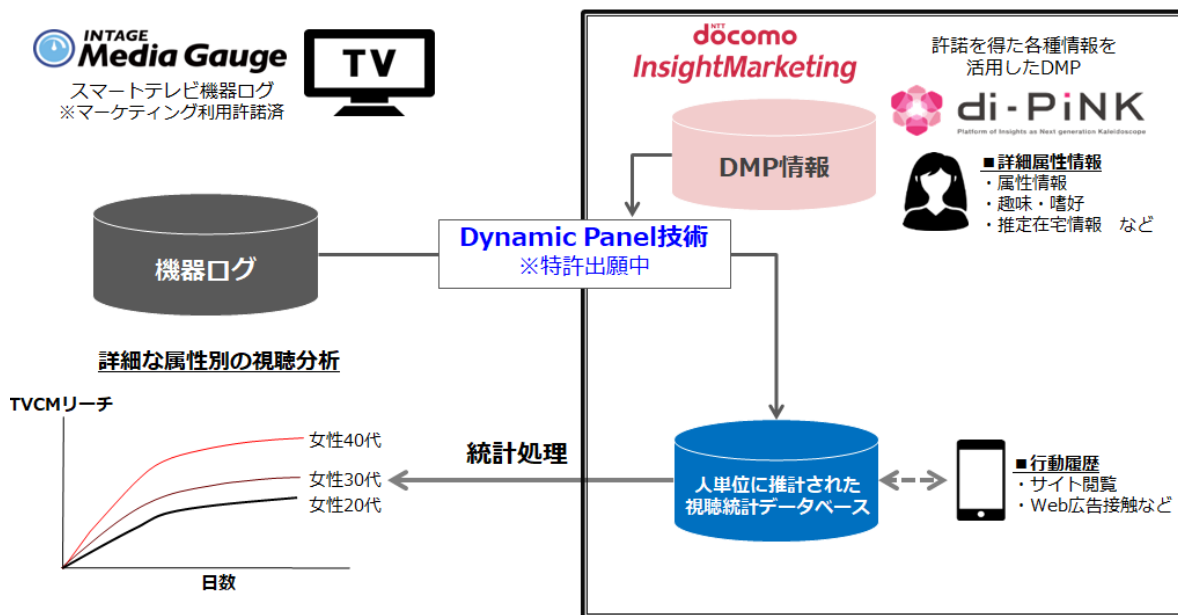 INTAGE
Media Gauge
スマートテレビ機器ログ
※マーケティング利用許諾済
TV
NTT
döcomo
InsightMarketing
許諾を得た各種情報を
活用したDMP
di-PiNK
Platform of Insights as Next generation Kaleidoscope
DMP情報
■詳細属性情報
・属性情報
・趣味・嗜好
・推定在宅情報　など
機器ログ
Dynamic Panel技術
※特許出願中
詳細な属性別の視聴分析
TVCMリーチ
女性40代
女性30代
女性20代
日数
統計処理
人単位に推計された
視聴統計データベース
■行動履歴
・サイト閲覧
・Web広告接触など